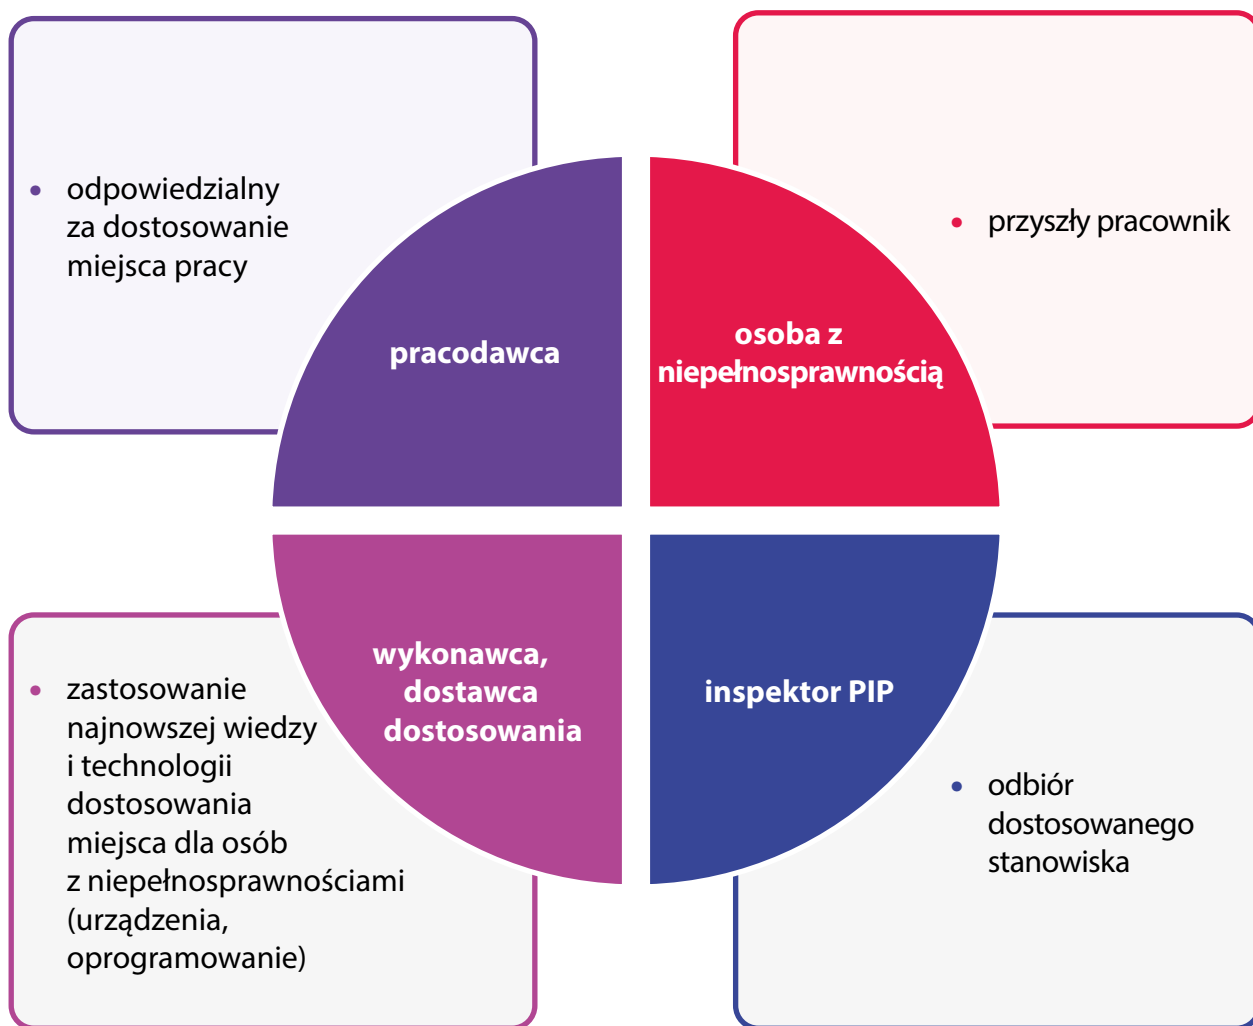 • odpowiedzialny
za dostosowanie
miejsca pracy
pracodawca
osoba z
niepełnosprawnością
• przyszły pracownik
wykonawca,
dostawca
dostosowania
• zastosowanie
najnowszej wiedzy
i technologii
dostosowania
miejsca dla osób
z niepełnosprawnościami
(urządzenia,
oprogramowanie)
inspektor PIP
• odbiór
dostosowanego
stanowiska